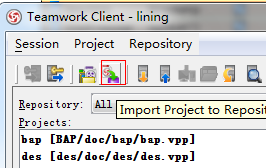 Teamwork Client - lining
Session Project Repository
Repository: All
Import Project to Reposit
Projects:
bap [BAP/doc/bap/bap.vpp]
des [des/doc/des/des.vpp]